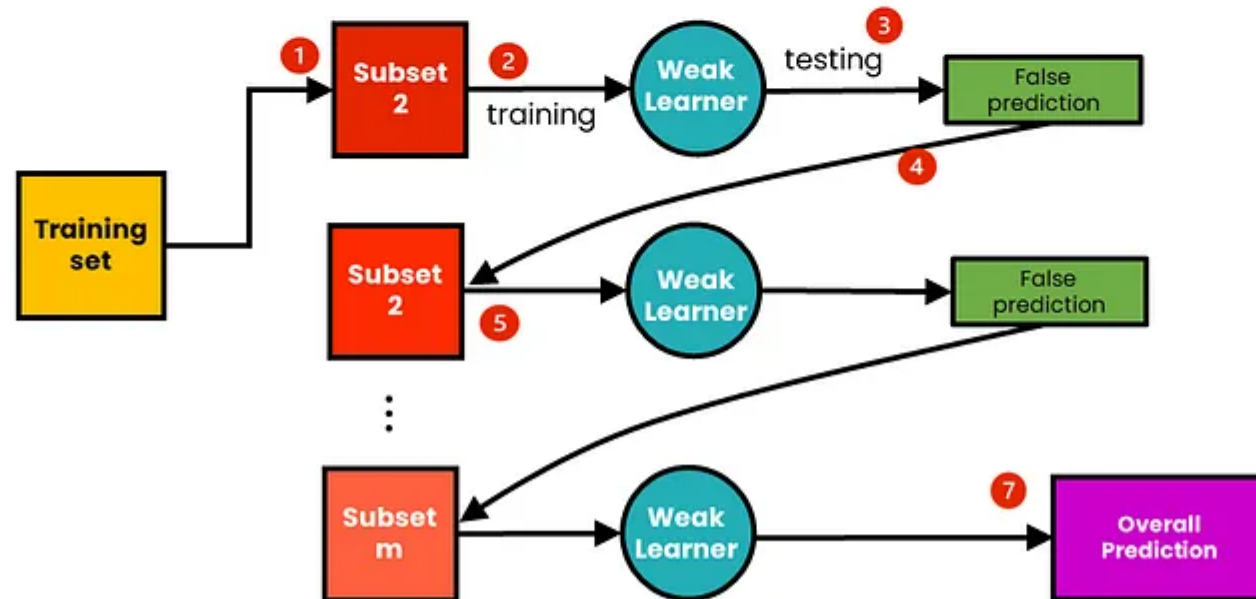 1
Subset
2
2
training
Weak
Learner
testing
3
False
prediction
4
Training
set
Subset
2
5
Weak
Learner
False
prediction
⋮
Subset
m
Weak
Learner
7
Overall
Prediction